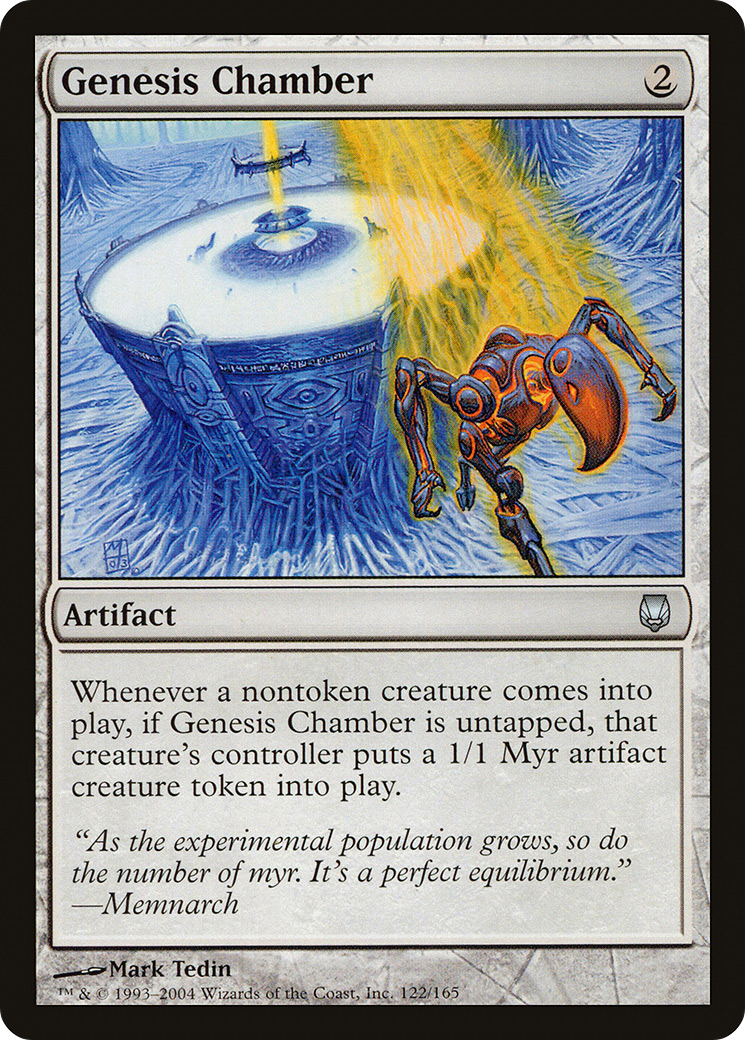 Genesis Chamber
2
Artifact
Whenever a nontoken creature comes into
play, if Genesis Chamber is untapped, that
creature's controller puts a 1/1 Myr artifact
creature token into play.
"As the experimental population grows, so do
the number of myr. It's a perfect equilibrium."
—Memnarch
Mark Tedin
™ & © 1993–2004 Wizards of the Coast, Inc. 122/165